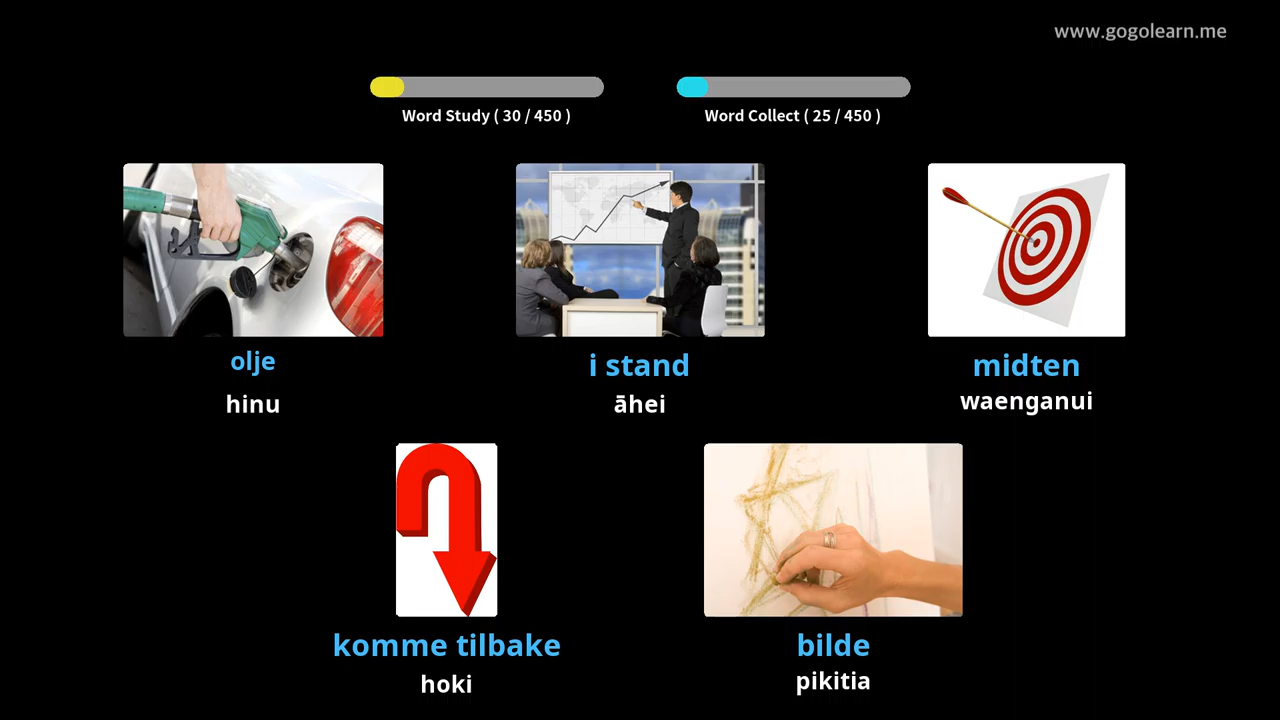 www.gogolearn.me
Word Study ( 30 / 450 )
Word Collect ( 25 / 450 )
olje
hinu
i stand
āhei
midten
waenganui
komme tilbake
hoki
bilde
pikitia